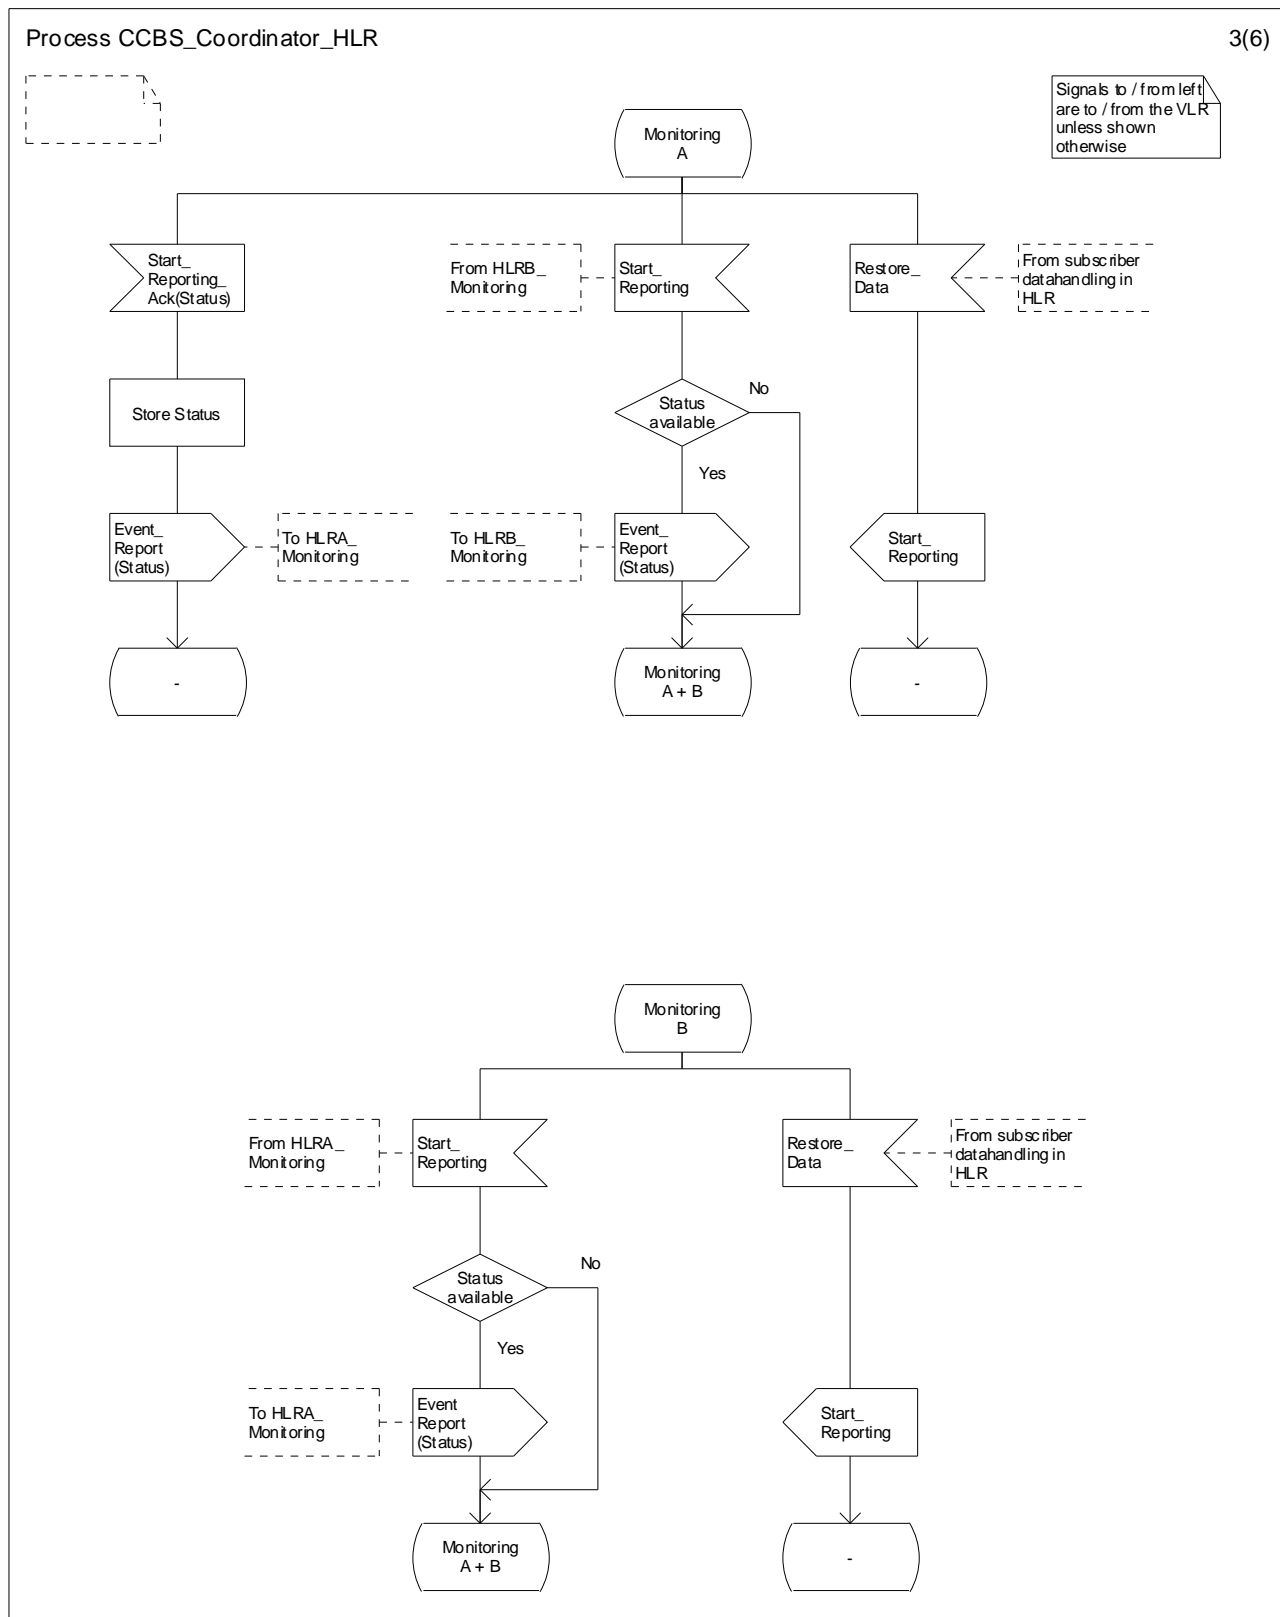 Process CCBS_Coordinator_HLR
3(6)
Signals to / from left
are to / from the VLR
unless shown
otherwise
Monitoring
A
Start_
Reporting_
Ack(Status)
From HLRB_
Monitoring
Start_
Reporting
Restore_
Data
From subscriber
datahandling in
HLR
Store Status
Status
available
No
Yes
Event_
Report
(Status)
To HLRA_
Monitoring
To HLRB_
Monitoring
Event_
Report
(Status)
Start_
Reporting
-
Monitoring
A + B
-
Monitoring
B
From HLRA_
Monitoring
Start_
Reporting
Restore_
Data
From subscriber
datahandling in
HLR
Status
available
No
Yes
To HLRA_
Monitoring
Event
Report
(Status)
Start_
Reporting
Monitoring
A + B
-